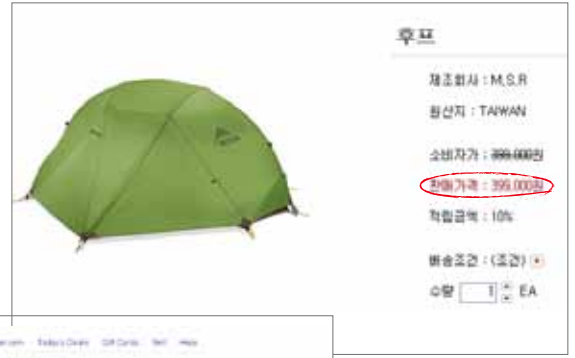 후프
제조회사 : M.S.R
원산지 : TAIWAN
소비자가 : 399.000원
판매가격 : 399.000원
적립금액 : 10%
배송조건 : (조건)
수량 1 EA
Today's Deals Gift Cards Sell Help